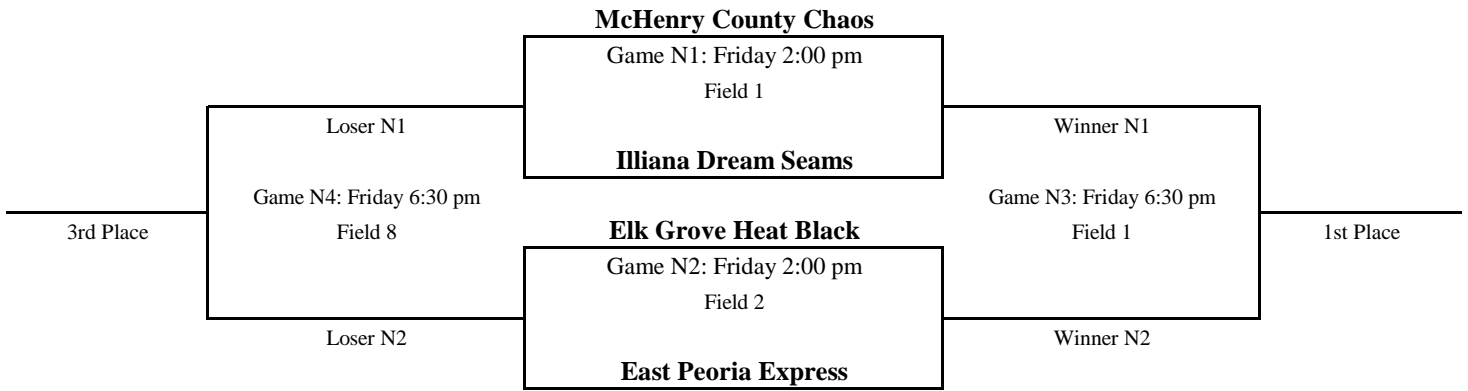 McHenry County Chaos
Game N1: Friday 2:00 pm
Field 1
Loser N1
Winner N1
Illiana Dream Seams
Game N4: Friday 6:30 pm
Game N3: Friday 6:30 pm
3rd Place
Field 8
Elk Grove Heat Black
Field 1
1st Place
Game N2: Friday 2:00 pm
Field 2
Loser N2
Winner N2
East Peoria Express